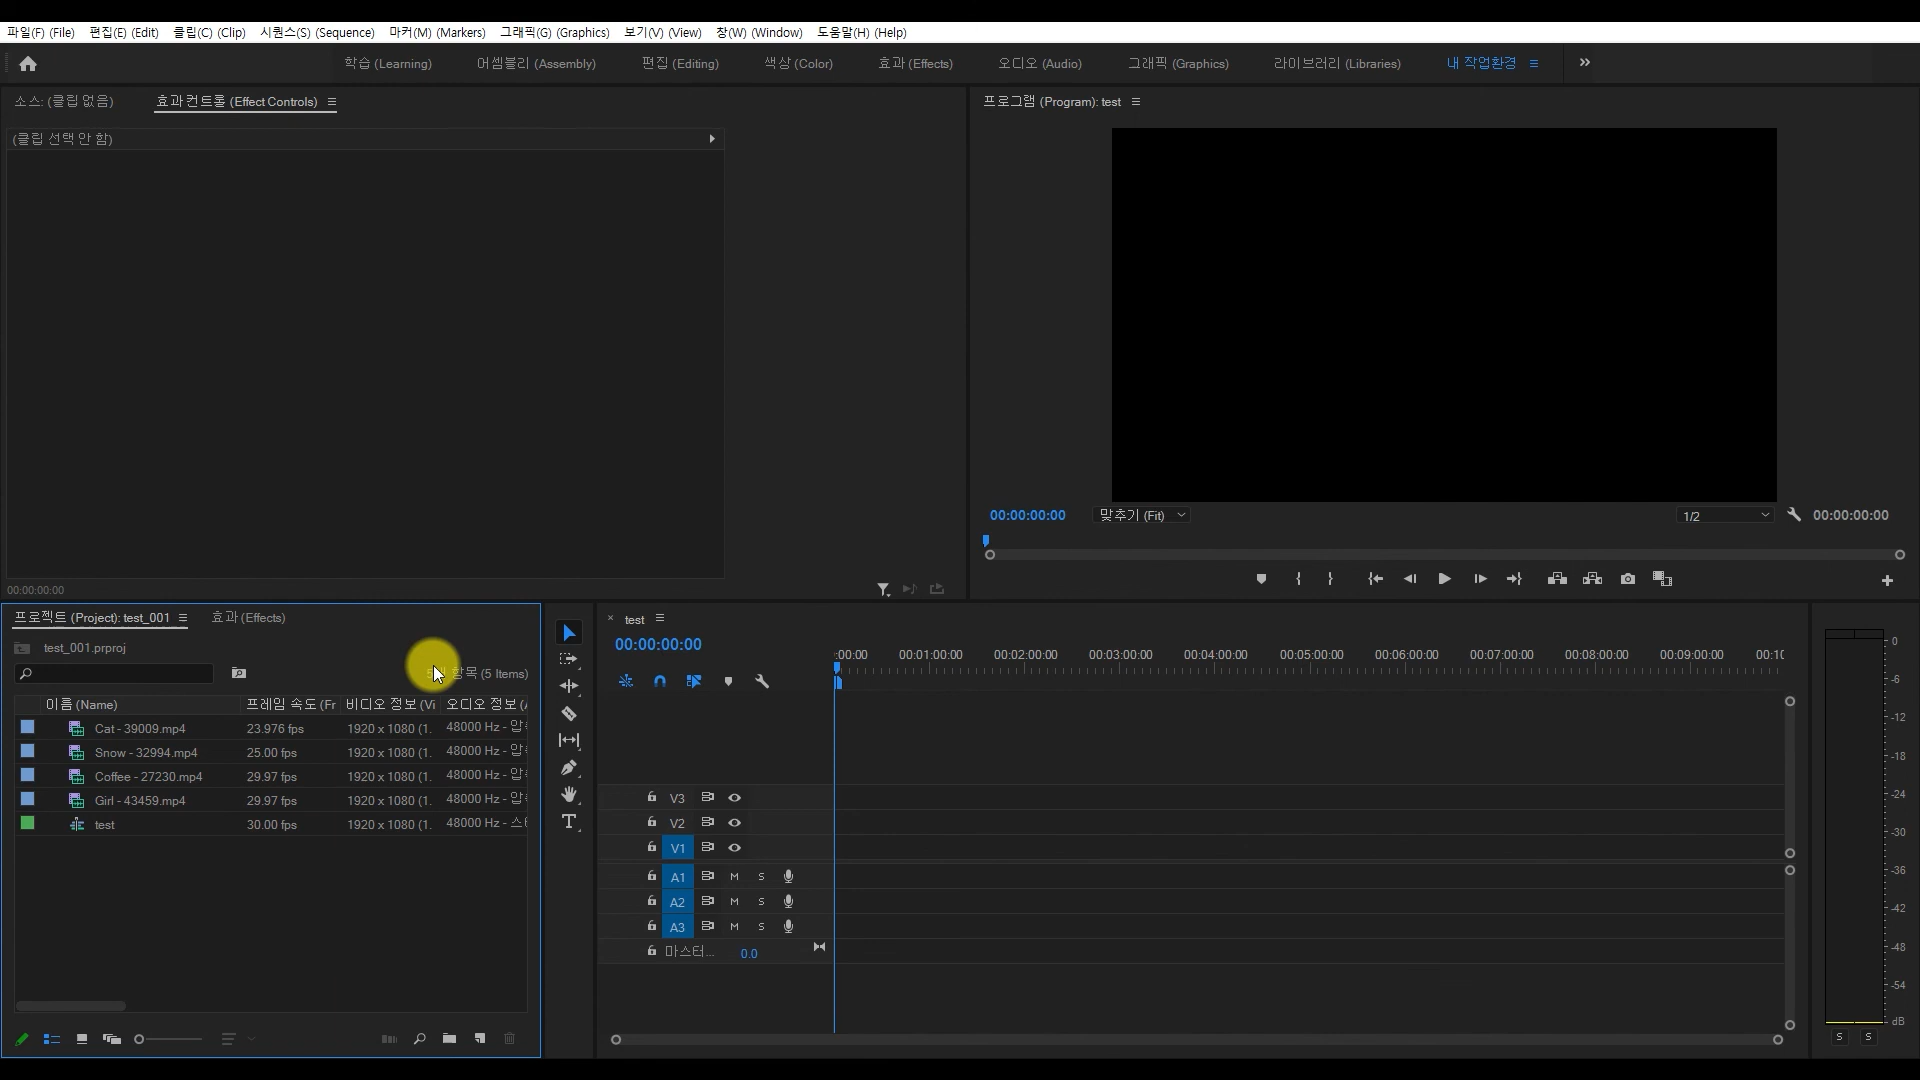 파일(F) (File) 편집(E) (Edit) 클립(C) (Clip) 시퀀스(S) (Sequence) 마커(M) (Markers) 그래픽(G) (Graphics) 보기(V) (View) 창(W) (Window) 도움말(H) (Help)
학습 (Learning) 어셈블리 (Assembly) 편집 (Editing) 색상 (Color) 효과 (Effects) 오디오 (Audio) 그래픽 (Graphics) 라이브러리 (Libraries) 내 작업환경
소스: (클립 없음) 효과 컨트롤 (Effect Controls)
프로그램 (Program): test
(클립 선택 안 함)
00:00:00:00 맞추기 (Fit) 1/2 00:00:00:00
00:00:00:00
프로젝트 (Project): test_001 효과 (Effects)
test_001.prproj
항목 (5 Items)
이름 (Name) 프레임 속도 (Fr 비디오 정보 (Vi 오디오 정보 (A
Cat - 39009.mp4 23.976 fps 1920 x 1080 (1. 48000 Hz - 압
Snow - 32994.mp4 25.00 fps 1920 x 1080 (1. 48000 Hz - 압
Coffee - 27230.mp4 29.97 fps 1920 x 1080 (1. 48000 Hz - 압
Girl - 43459.mp4 29.97 fps 1920 x 1080 (1. 48000 Hz - 압
test 30.00 fps 1920 x 1080 (1. 48000 Hz - 스
T
× test
00:00:00:00
:00:00 00:01:00:00 00:02:00:00 00:03:00:00 00:04:00:00 00:05:00:00 00:06:00:00 00:07:00:00 00:08:00:00 00:09:00:00 00:10
V3
V2
V1
A1 M S
A2 M S
A3 M S
마스터... 0.0
0
-6
-12
-18
-24
-30
-36
-42
-48
-54
dB
S S